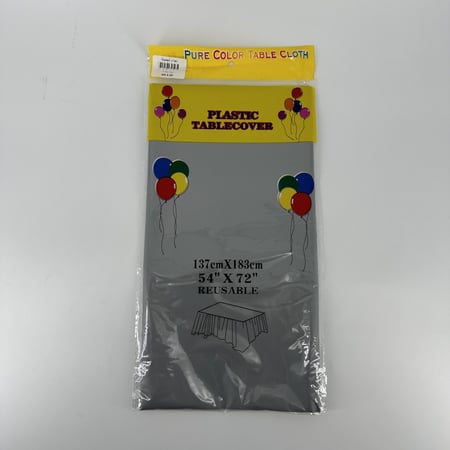 PURE COLOR TABLE CLOTH
PLASTIC
TABLECOVER
137cmX183cm
54" X 72"
REUSABLE